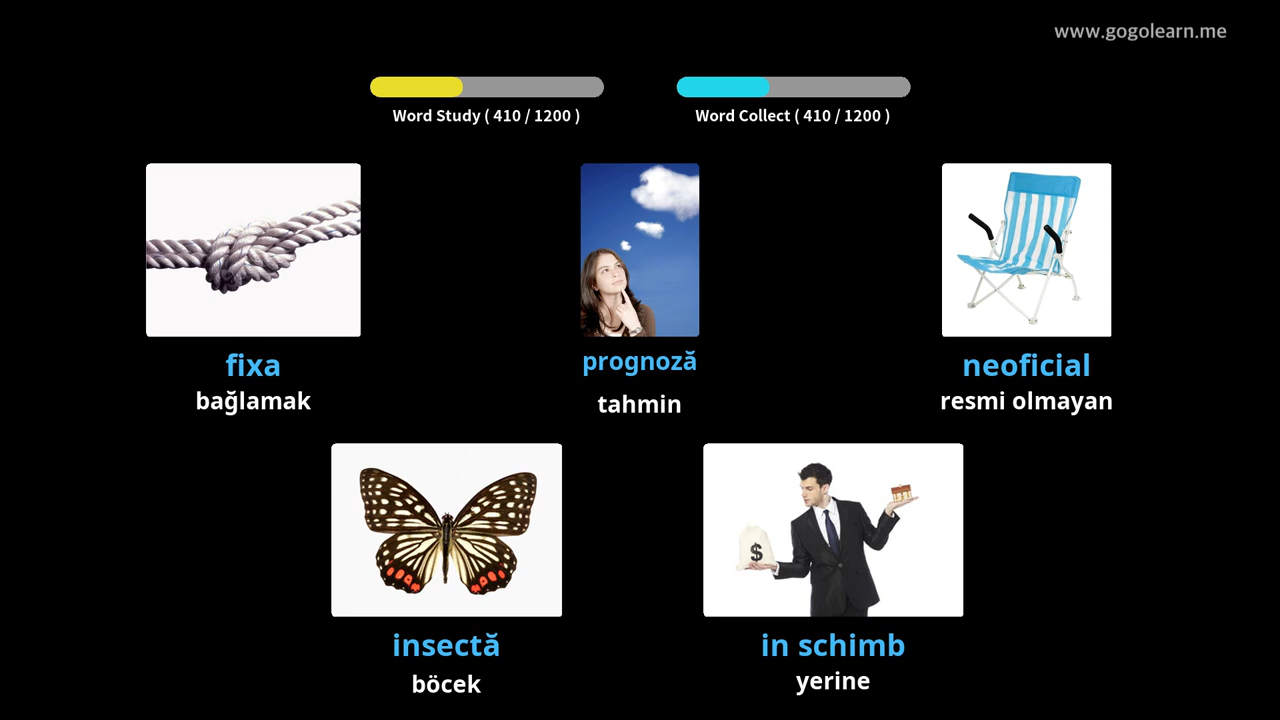 www.gogolearn.me
Word Study ( 410 / 1200 )
Word Collect ( 410 / 1200 )
fixa
bağlamak
prognoză
tahmin
neoficial
resmi olmayan
insectă
böcek
$
in schimb
yerine